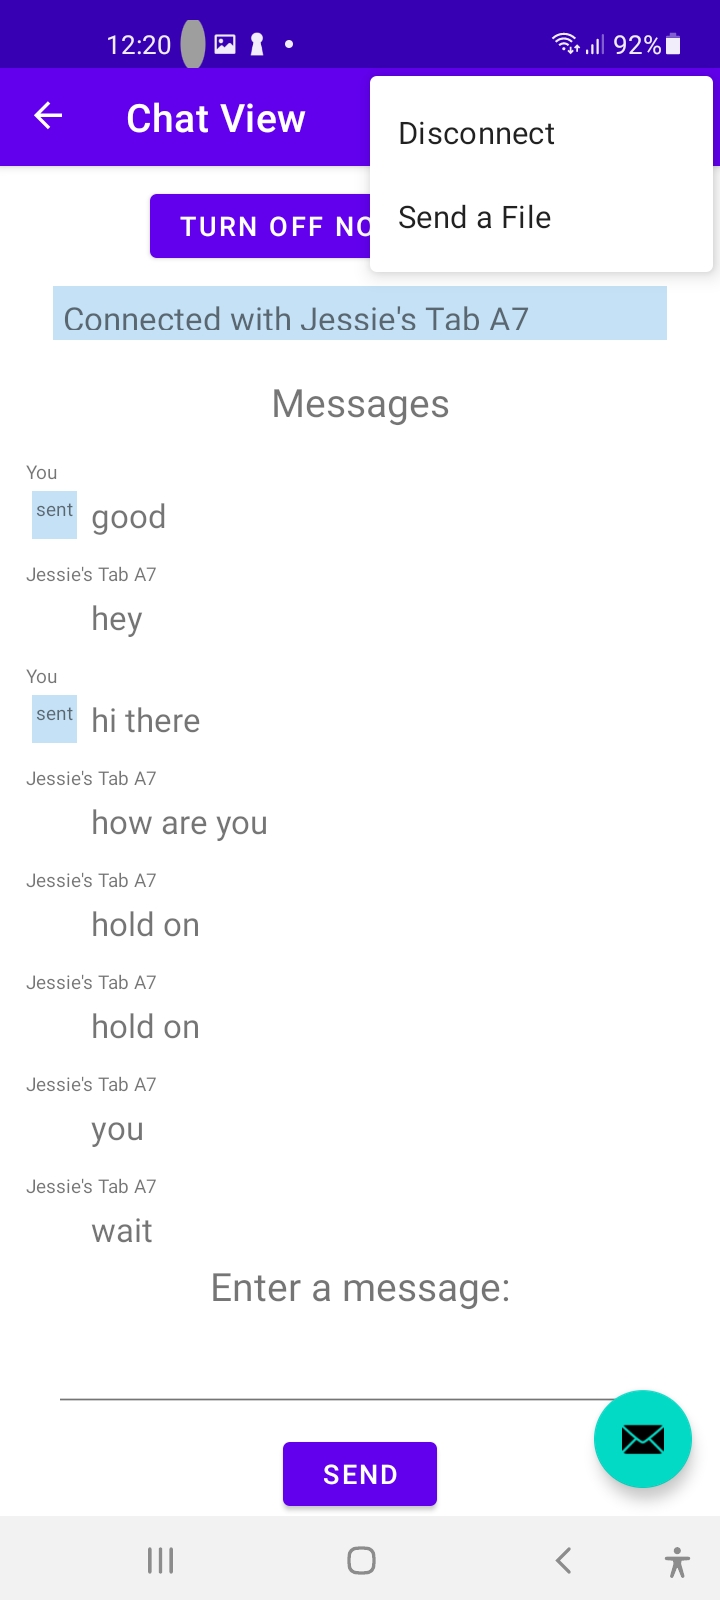 12:20 92%
Chat View
Disconnect
Send a File
TURN OFF NO
Connected with Jessie's Tab A7
Messages
You
sent good
Jessie's Tab A7
hey
You
sent hi there
Jessie's Tab A7
how are you
Jessie's Tab A7
hold on
Jessie's Tab A7
hold on
Jessie's Tab A7
you
Jessie's Tab A7
wait
Enter a message:
SEND